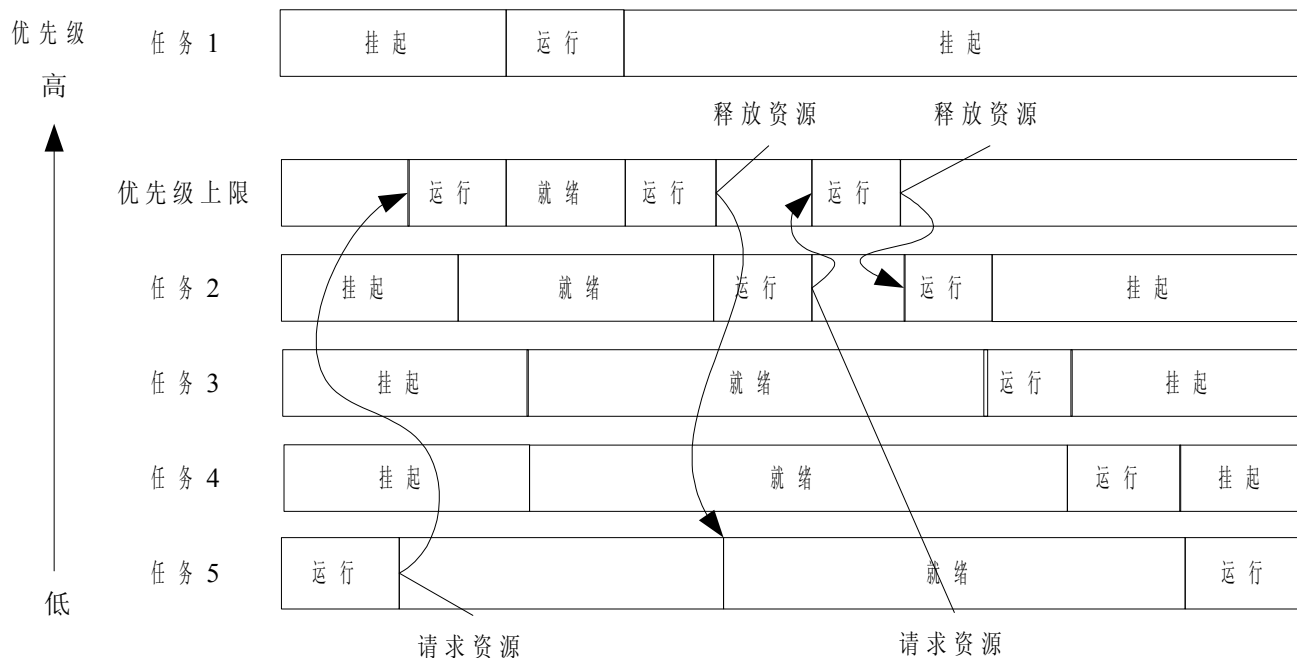 优先级
高
任务 1
挂起
运行
挂起
释放资源
释放资源
优先级上限
运行
就绪
运行
运行
任务 2
挂起
就绪
运行
运行
挂起
任务 3
挂起
就绪
运行
挂起
任务 4
挂起
就绪
运行
挂起
任务 5
运行
就绪
运行
低
请求资源
请求资源